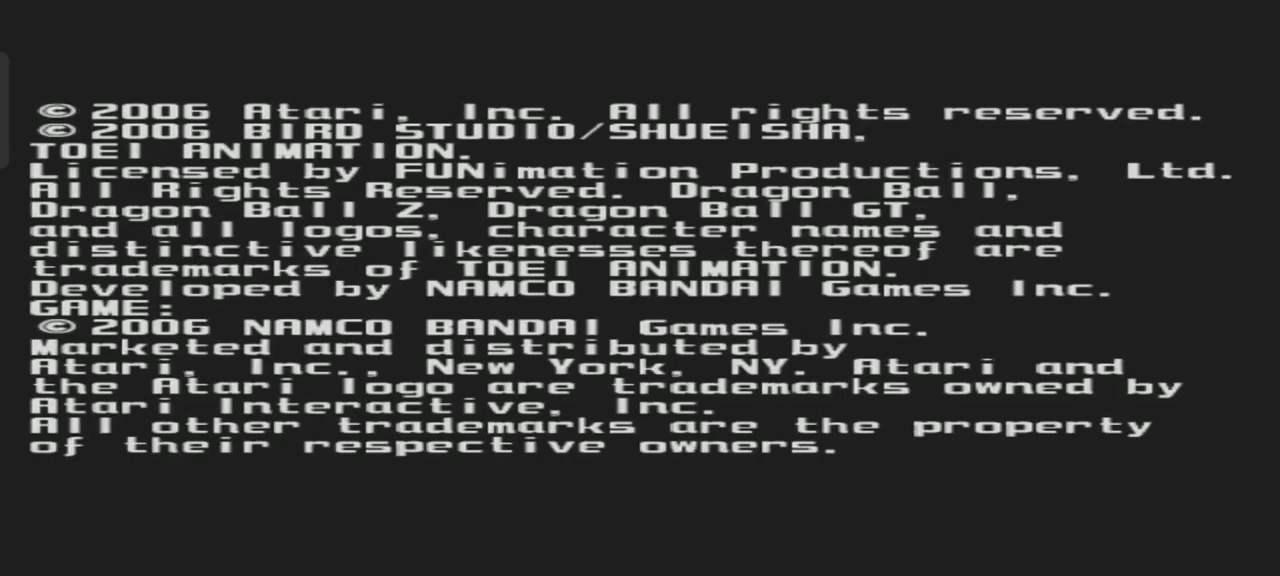 © 2006 Atari, Inc. All rights reserved.
© 2006 BIRD STUDIO/SHUEISHA,
TOEI ANIMATION.
Licensed by FUNimation Productions, Ltd.
All Rights Reserved. Dragon Ball,
Dragon Ball Z, Dragon Ball GT,
and all logos, character names and
distinctive likenesses thereof are
trademarks of TOEI ANIMATION.
Developed by NAMCO BANDAI Games Inc.
GAME:
© 2006 NAMCO BANDAI Games Inc.
Marketed and distributed by
Atari, Inc., New York, NY. Atari and
the Atari logo are trademarks owned by
Atari Interactive, Inc.
All other trademarks are the property
of their respective owners.